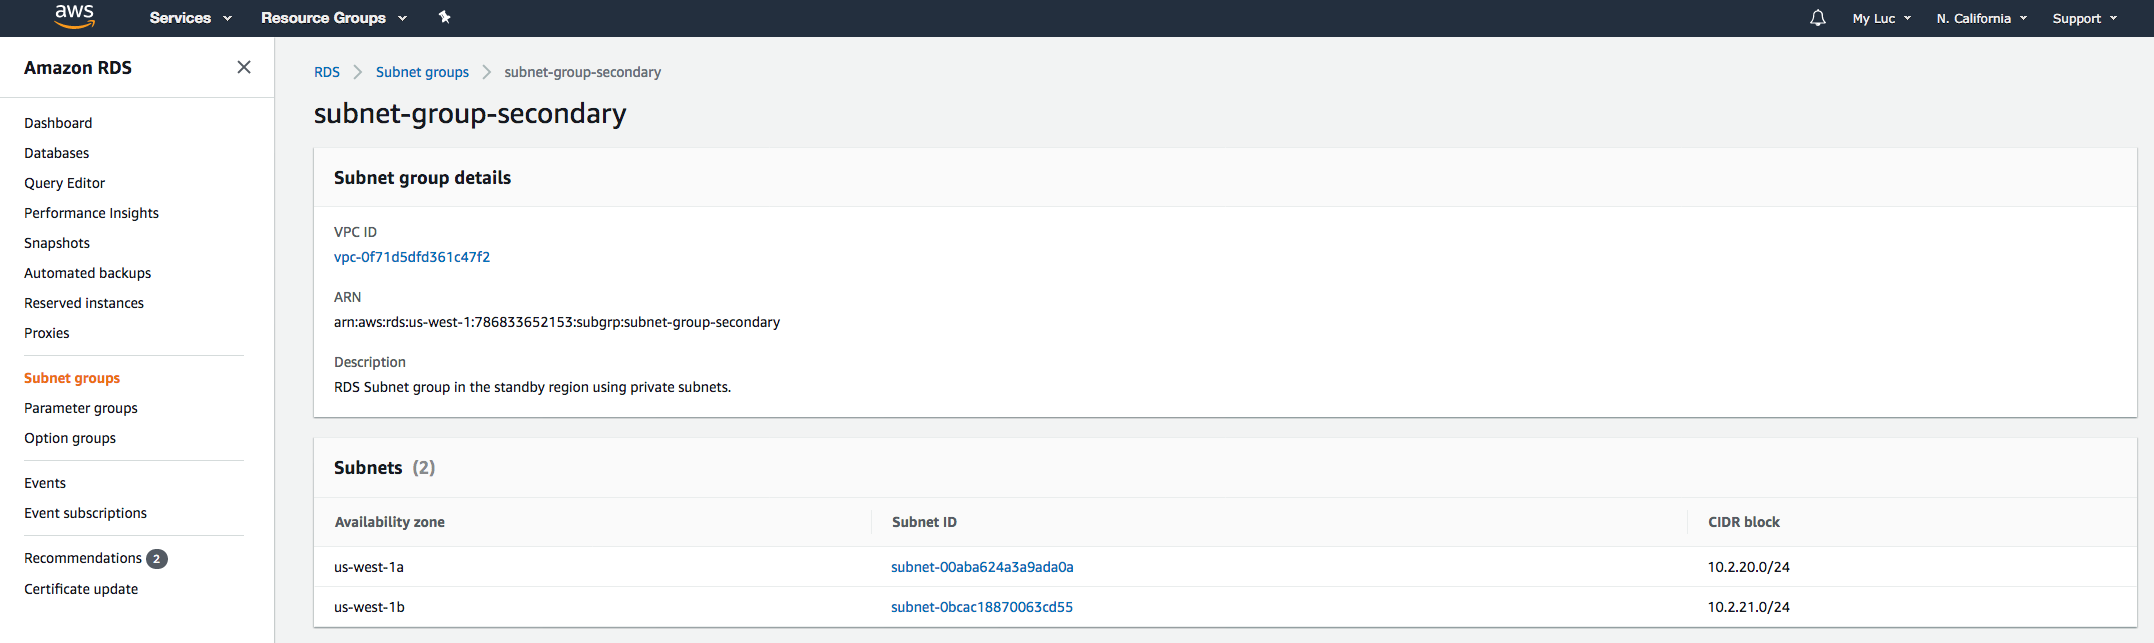 aws Services Resource Groups My Luc N. California Support
Amazon RDS
Dashboard
Databases
Query Editor
Performance Insights
Snapshots
Automated backups
Reserved instances
Proxies
Subnet groups
Parameter groups
Option groups
Events
Event subscriptions
Recommendations 2
Certificate update
RDS Subnet groups subnet-group-secondary
subnet-group-secondary
Subnet group details
VPC ID
vpc-0f71d5dfd361c47f2
ARN
arn:aws:rds:us-west-1:786833652153:subgrp:subnet-group-secondary
Description
RDS Subnet group in the standby region using private subnets.
Subnets (2)
Availability zone Subnet ID CIDR block
us-west-1a subnet-00aba624a3a9ada0a 10.2.20.0/24
us-west-1b subnet-0bcac18870063cd55 10.2.21.0/24